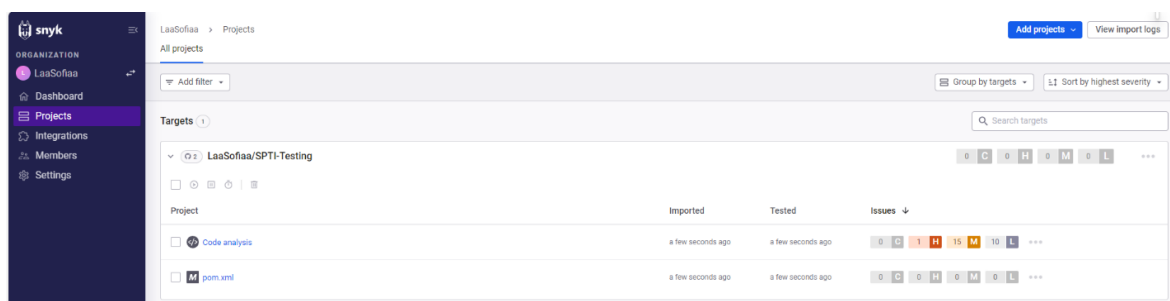 snyk
ORGANIZATION
L LaaSofiaa
Dashboard
Projects
Integrations
Members
Settings
LaaSofiaa > Projects
Add projects
View import logs
All projects
Add filter
Group by targets
Sort by highest severity
Targets 1
Search targets
2 LaaSofiaa/SPTI-Testing 0 C 0 H 0 M 0 L
Project Imported Tested Issues
Code analysis a few seconds ago a few seconds ago 0 C 1 H 15 M 10 L
M pom.xml a few seconds ago a few seconds ago 0 C 0 H 0 M 0 L